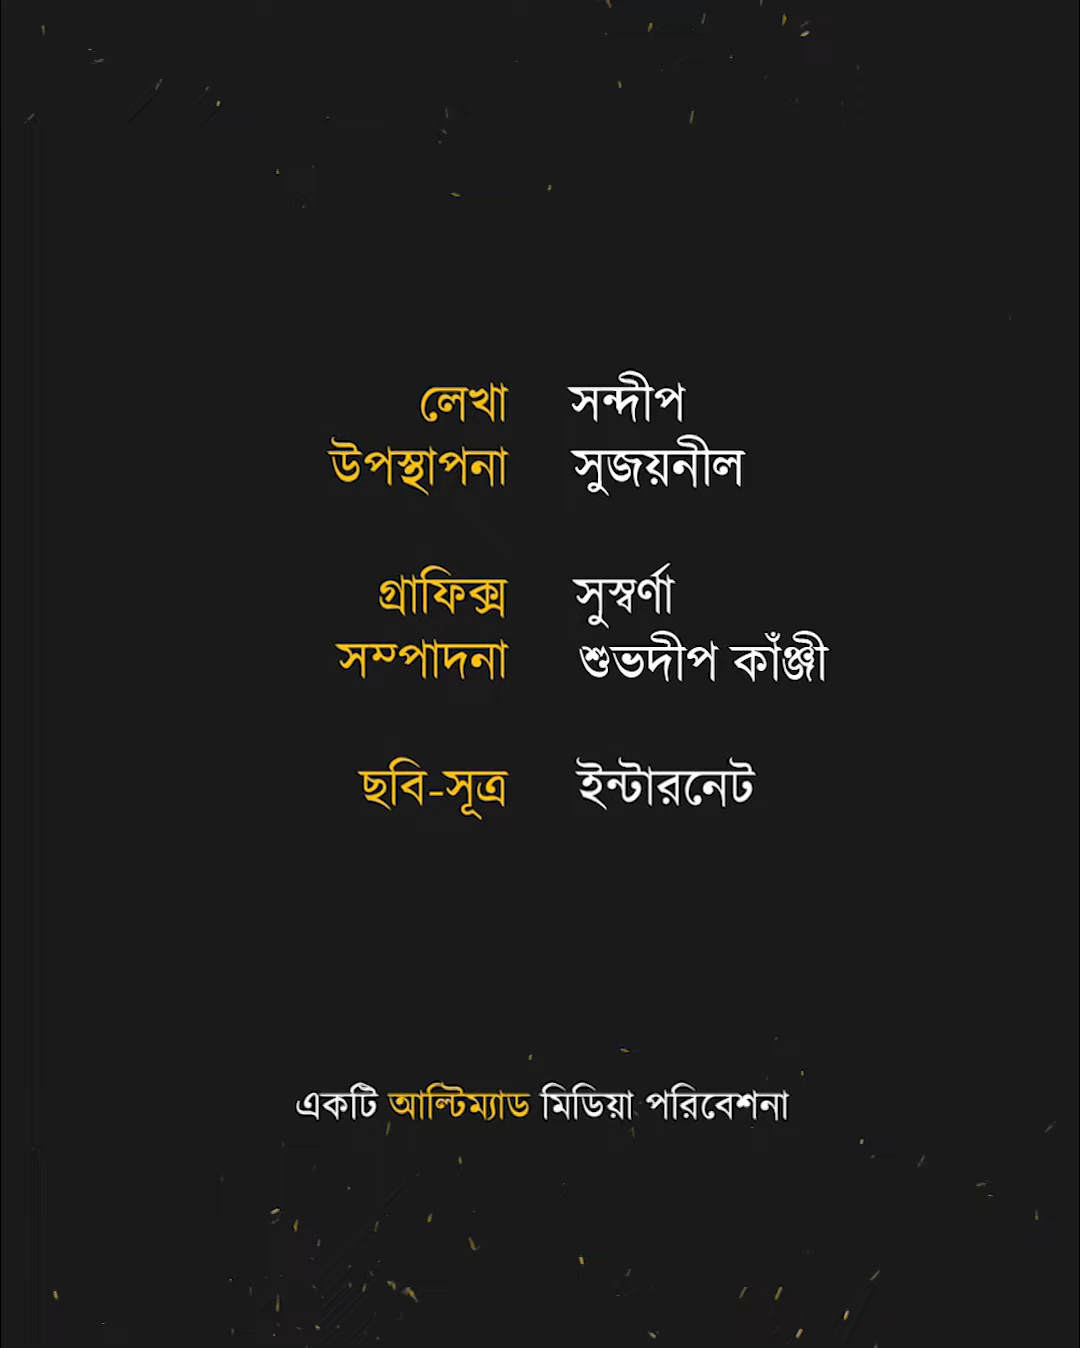 লেখা সন্দীপ
উপস্থাপনা সুজয়নীল
গ্রাফিক্স সুস্বর্ণা
সম্পাদনা শুভদীপ কাঁঞ্জী
ছবি-সূত্র ইন্টারনেট
একটি আল্টিম্যাড মিডিয়া পরিবেশনা